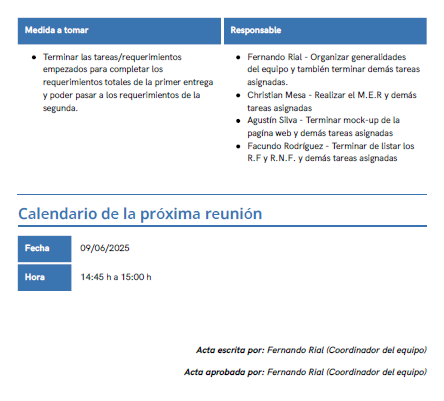 Medida a tomar
Responsable
Terminar las tareas/requerimientos
empezados para completar los
requerimientos totales de la primer entrega
y poder pasar a los requerimientos de la
segunda.
Fernando Rial - Organizar generalidades
del equipo y también terminar demás tareas
asignadas.
Christian Mesa - Realizar el M.E.R y demás
tareas asignadas
Agustín Silva - Terminar mock-up de la
pagína web y demás tareas asignadas
Facundo Rodríguez - Terminar de listar los
R.F y R.N.F. y demás tareas asignadas
Calendario de la próxima reunión
Fecha
09/06/2025
Hora
14:45 h a 15:00 h
Acta escrita por: Fernando Rial (Coordinador del equipo)
Acta aprobada por: Fernando Rial (Coordinador del equipo)